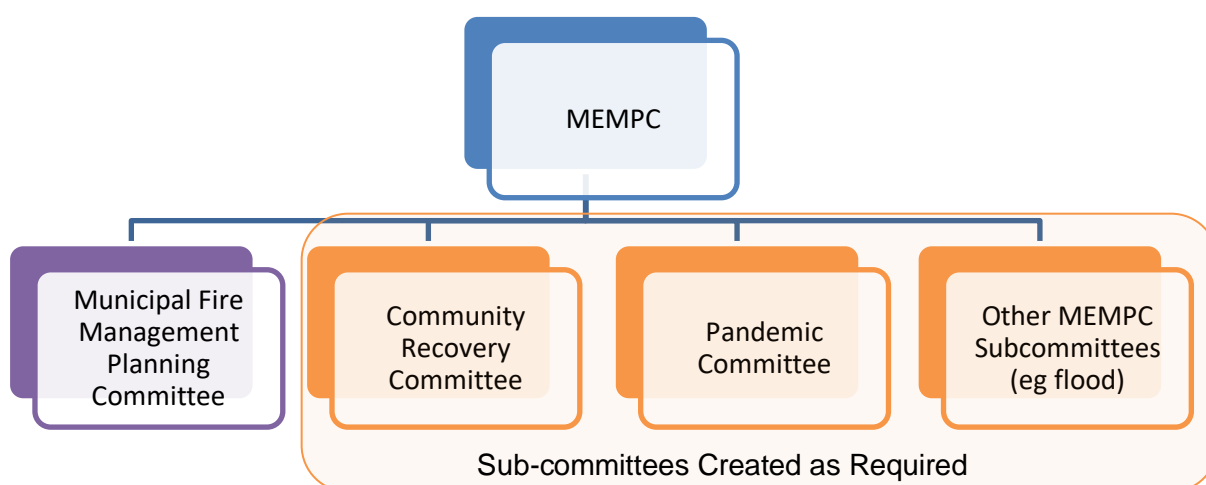 MEMPC
Municipal Fire
Management
Planning
Committee
Community
Recovery
Committee
Pandemic
Committee
Other MEMPC
Subcommittees
(eg flood)
Sub-committees Created as Required